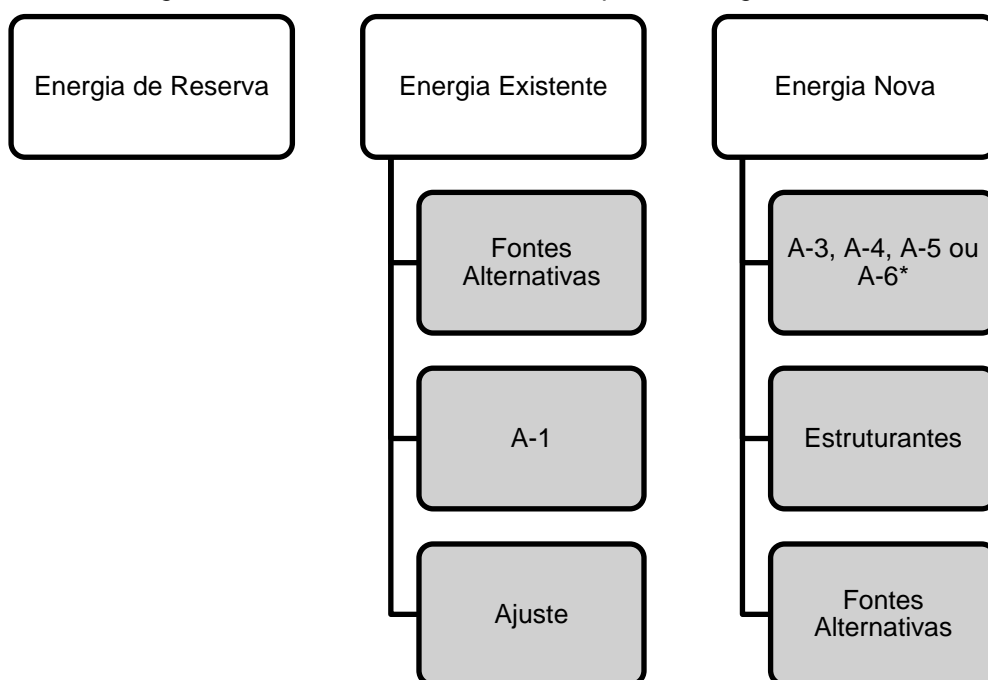 Energia de Reserva
Energia Existente
Energia Nova
Fontes
Alternativas
A-3, A-4, A-5 ou
A-6*
A-1
Estruturantes
Ajuste
Fontes
Alternativas